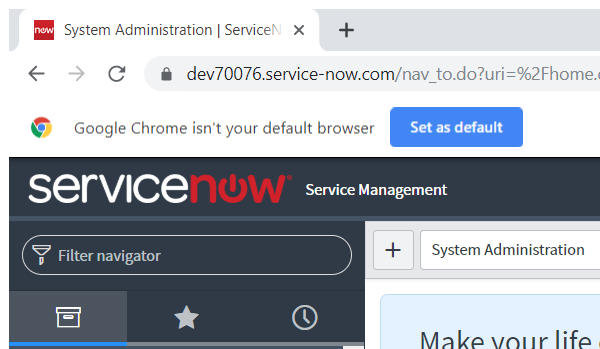 now System Administration | ServiceN
dev70076.service-now.com/nav_to.do?uri=%2Fhome.
Google Chrome isn't your default browser Set as default
servicenow Service Management
Filter navigator
System Administration
Make your life